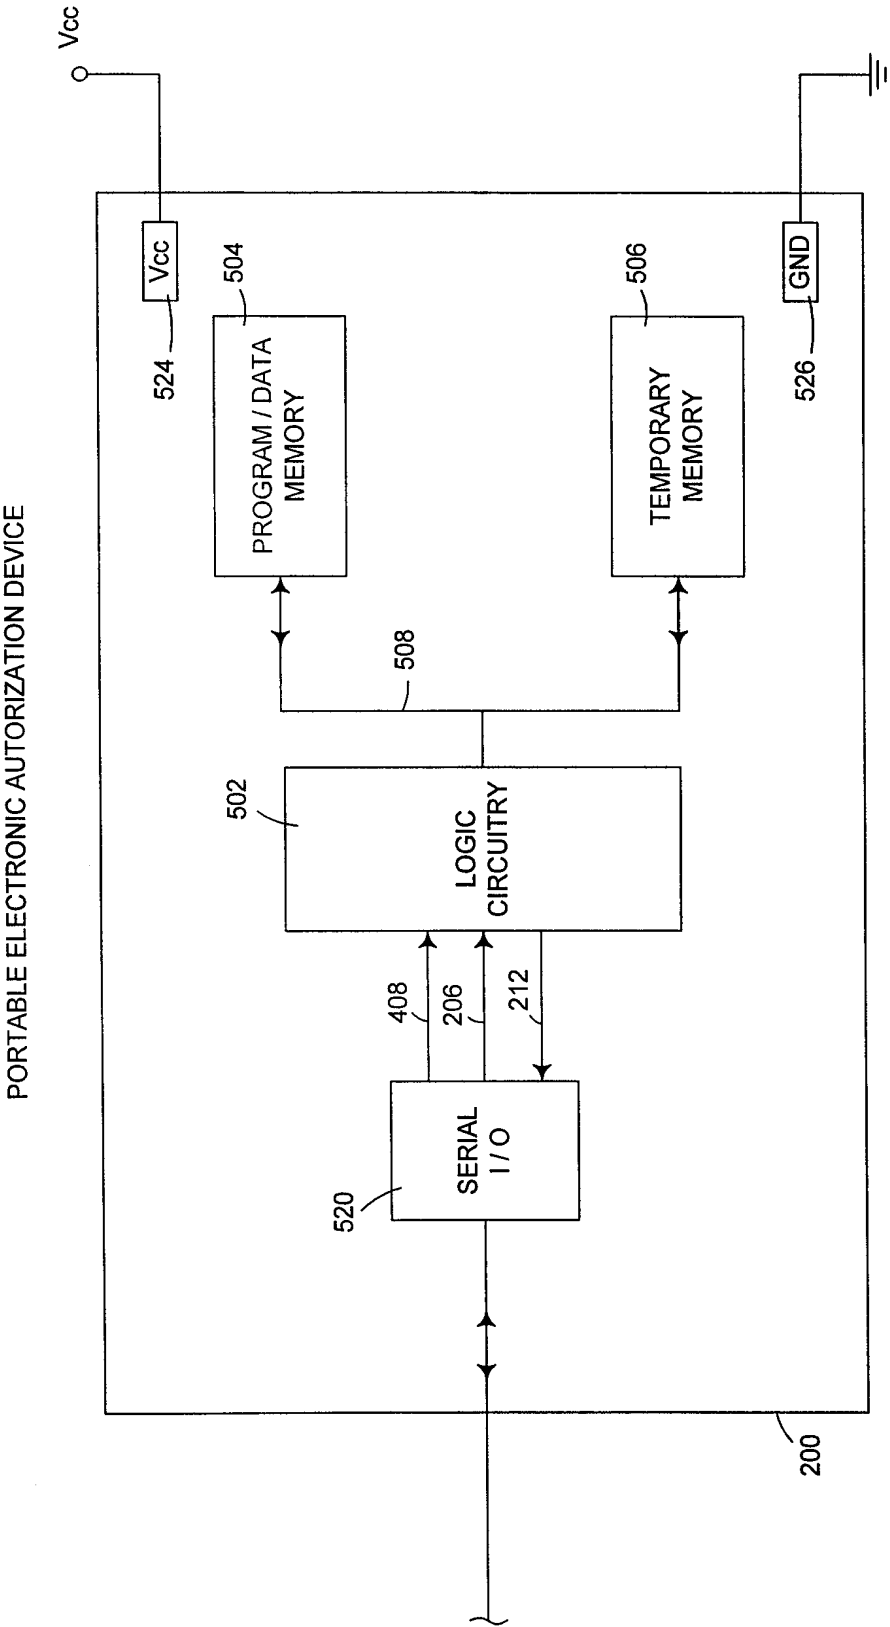 PORTABLE ELECTRONIC AUTORIZATION DEVICE
Vcc
Vcc
524
504
PROGRAM / DATA
MEMORY
506
TEMPORARY
MEMORY
GND
526
508
502
LOGIC
CIRCUITRY
408
206
212
520
SERIAL
I / O
200